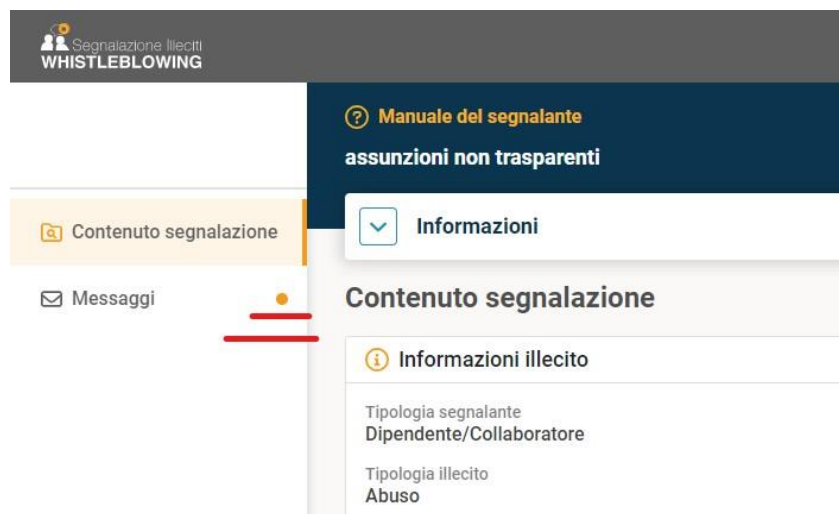 Segnalazione Illeciti
WHISTLEBLOWING
Manuale del segnalante
assunzioni non trasparenti
Contenuto segnalazione
Messaggi
Informazioni
Contenuto segnalazione
Informazioni illecito
Tipologia segnalante
Dipendente/Collaboratore
Tipologia illecito
Abuso